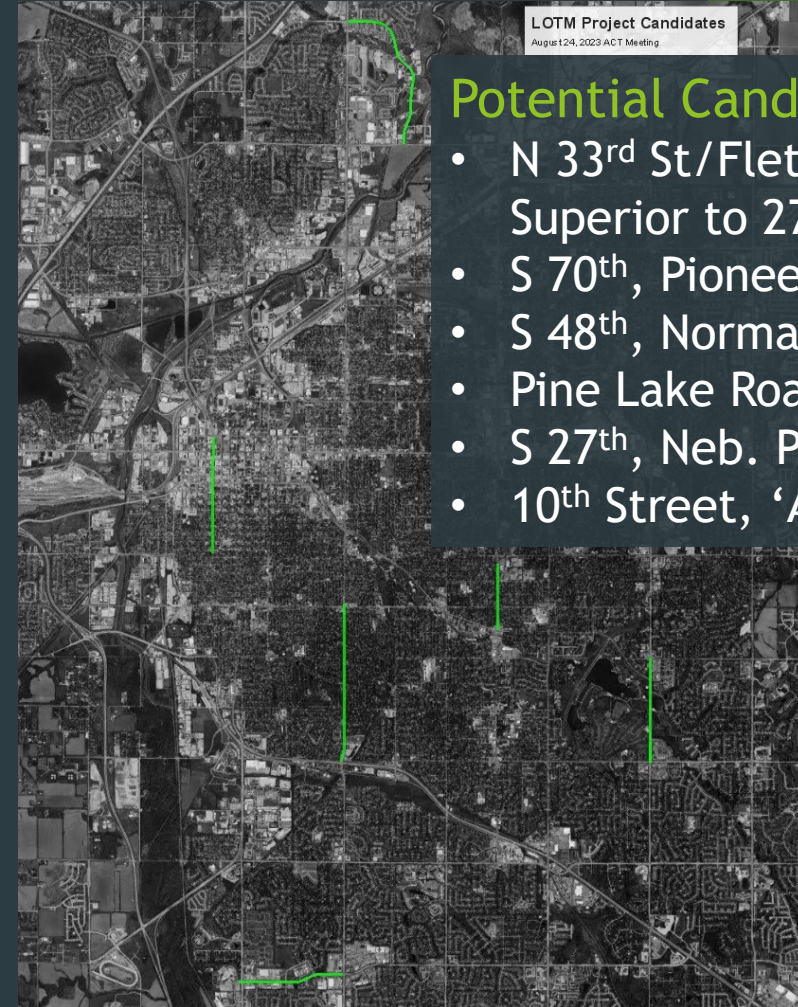 LOTM Project Candidates
August 24, 2023 ACT Meeting
Potential Cand
• N 33rd St/Flet
Superior to 27
• S 70th, Pionee
• S 48th, Norma
• Pine Lake Roa
• S 27th, Neb. P
• 10th Street, ‘A